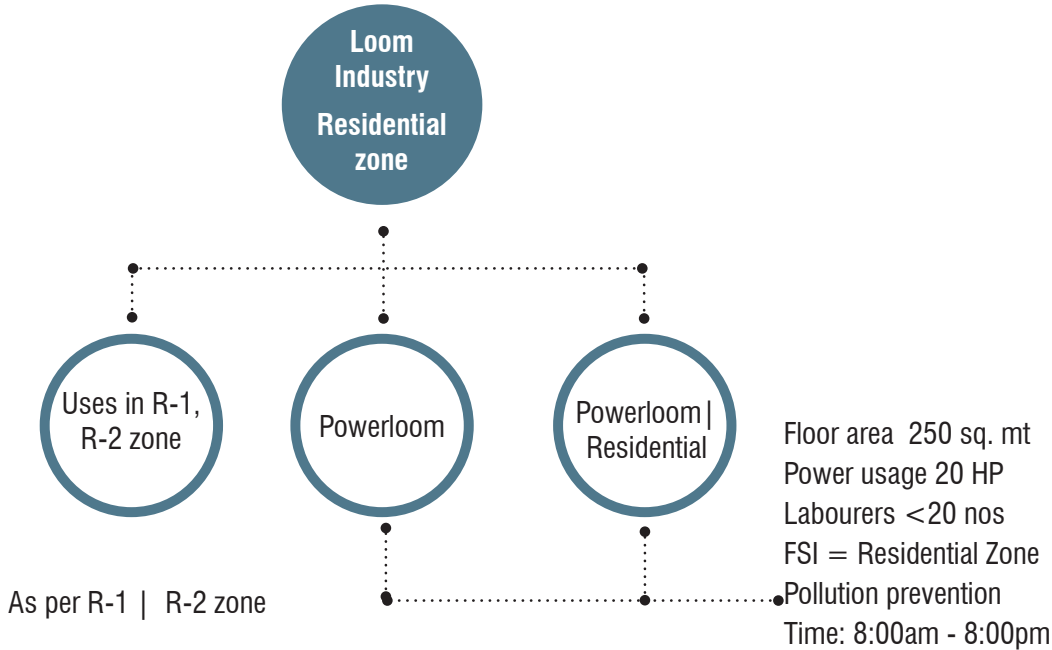 Loom
Industry
Residential
zone
Uses in R-1,
R-2 zone
Powerloom
Powerloom|
Residential
Floor area 250 sq. mt
Power usage 20 HP
Labourers <20 nos
FSI = Residential Zone
Pollution prevention
Time: 8:00am - 8:00pm
As per R-1 | R-2 zone